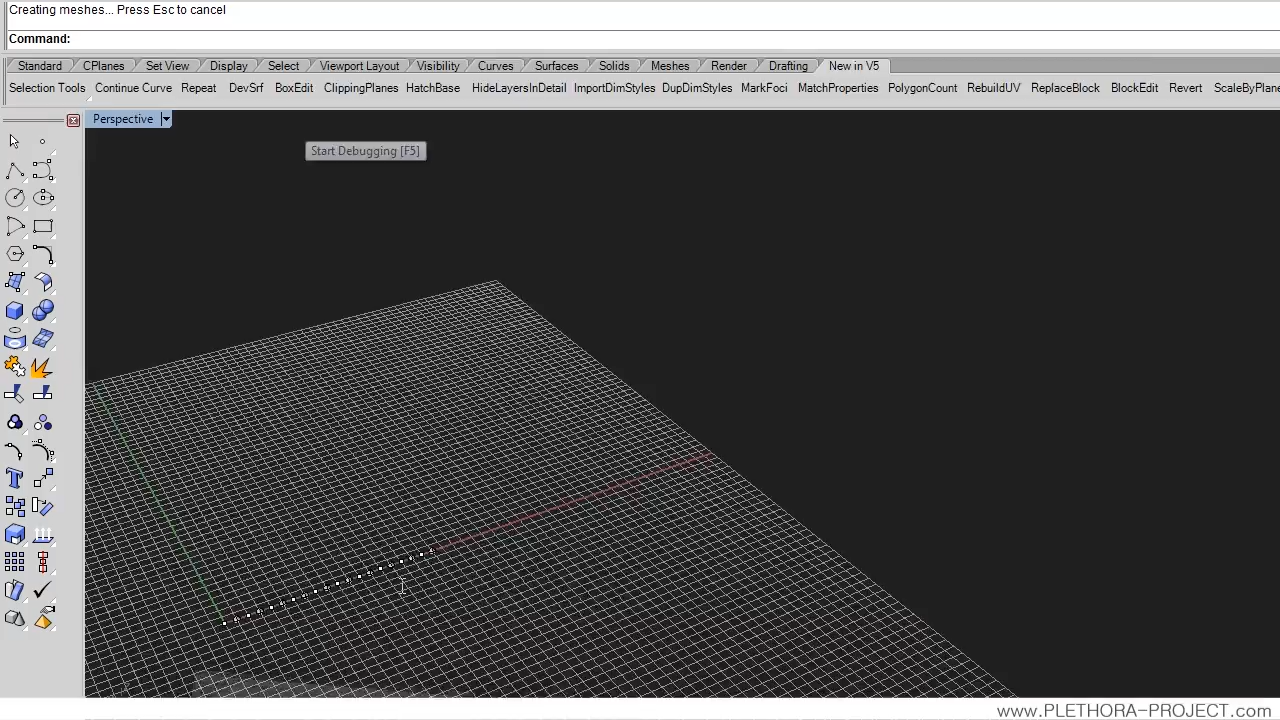 Creating meshes... Press Esc to cancel
Command:
Standard CPlanes Set View Display Select Viewport Layout Visibility Curves Surfaces Solids Meshes Render Drafting New in V5
Selection Tools Continue Curve Repeat DevSrf BoxEdit ClippingPlanes HatchBase HideLayersInDetail ImportDimStyles DupDimStyles MarkFoci MatchProperties PolygonCount RebuildUV ReplaceBlock BlockEdit Revert ScaleByPlane
Perspective
Start Debugging [F5]
www.PLETHORA-PROJECT.com